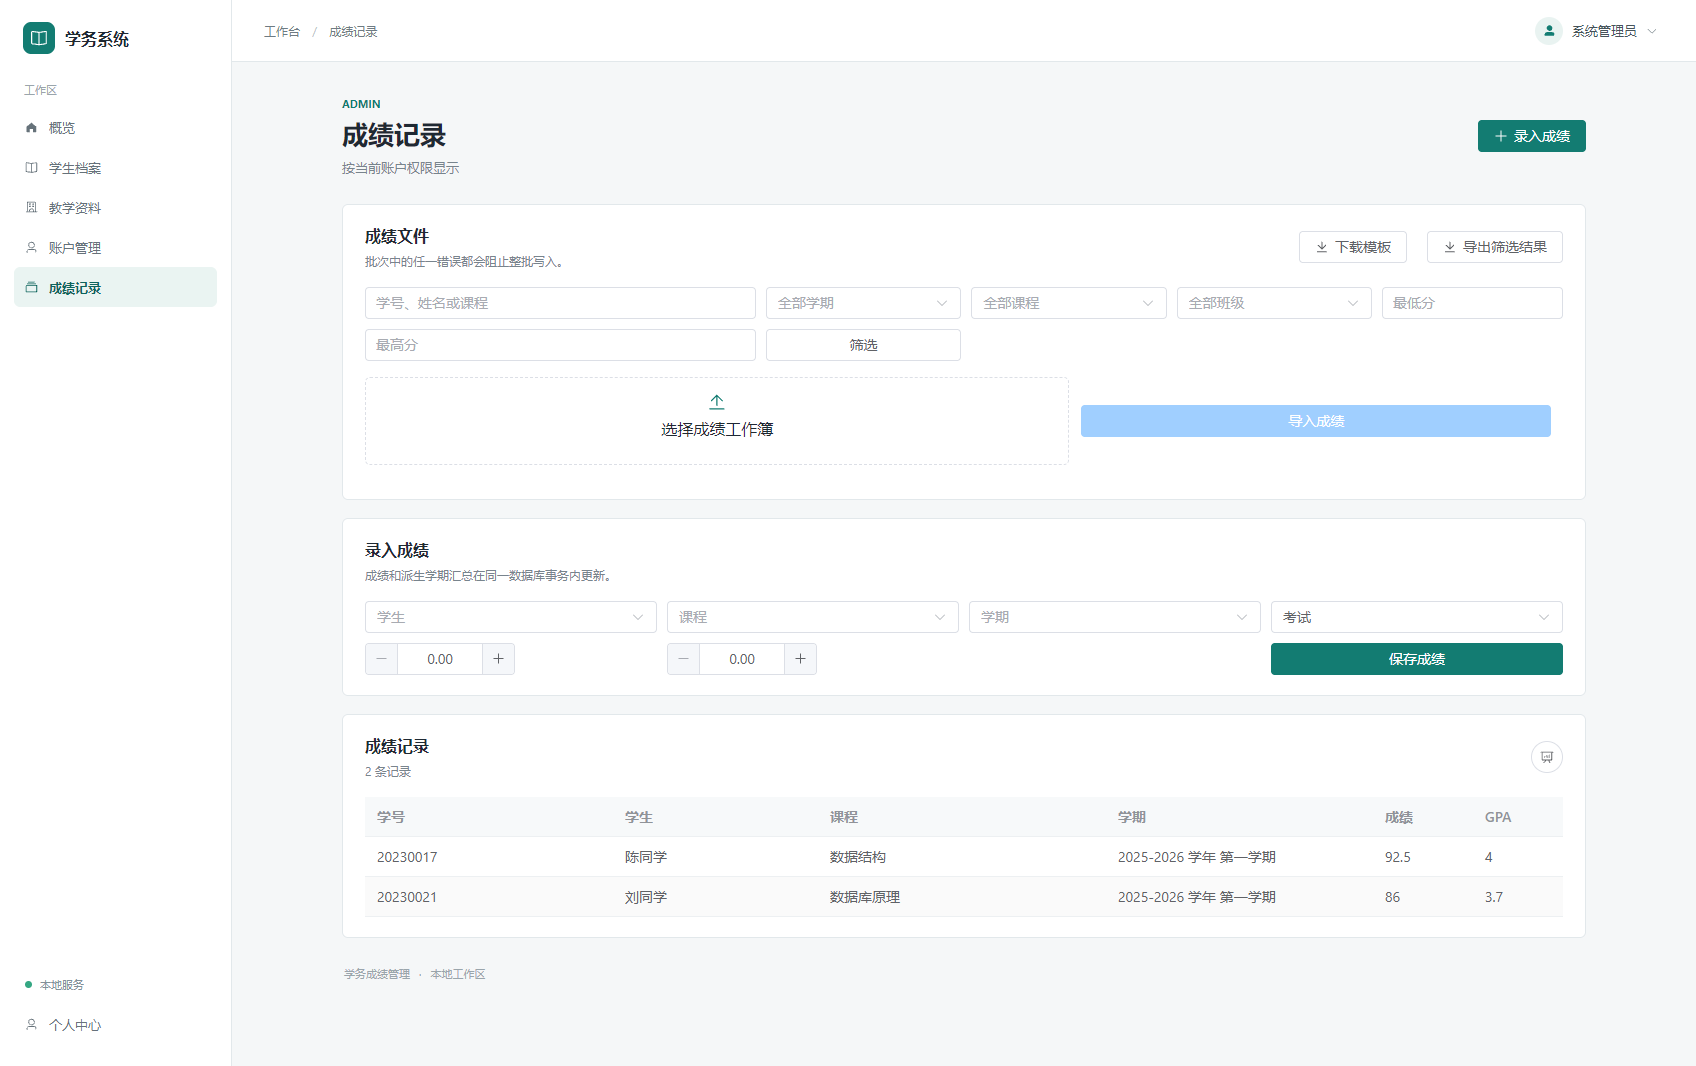 学务系统
工作区
概览
学生档案
教学资料
账户管理
成绩记录
本地服务
个人中心
工作台 / 成绩记录
系统管理员
ADMIN
成绩记录
按当前账户权限显示
录入成绩
成绩文件
批次中的任一错误都会阻止整批写入。
下载模板
导出筛选结果
学号、姓名或课程 全部学期 全部课程 全部班级 最低分
最高分 筛选
选择成绩工作簿
导入成绩
录入成绩
成绩和派生学期汇总在同一数据库事务内更新。
学生 课程 学期 考试
0.00 0.00 保存成绩
成绩记录
2 条记录
学号 学生 课程 学期 成绩 GPA
20230017 陈同学 数据结构 2025-2026 学年 第一学期 92.5 4
20230021 刘同学 数据库原理 2025-2026 学年 第一学期 86 3.7
学务成绩管理 · 本地工作区